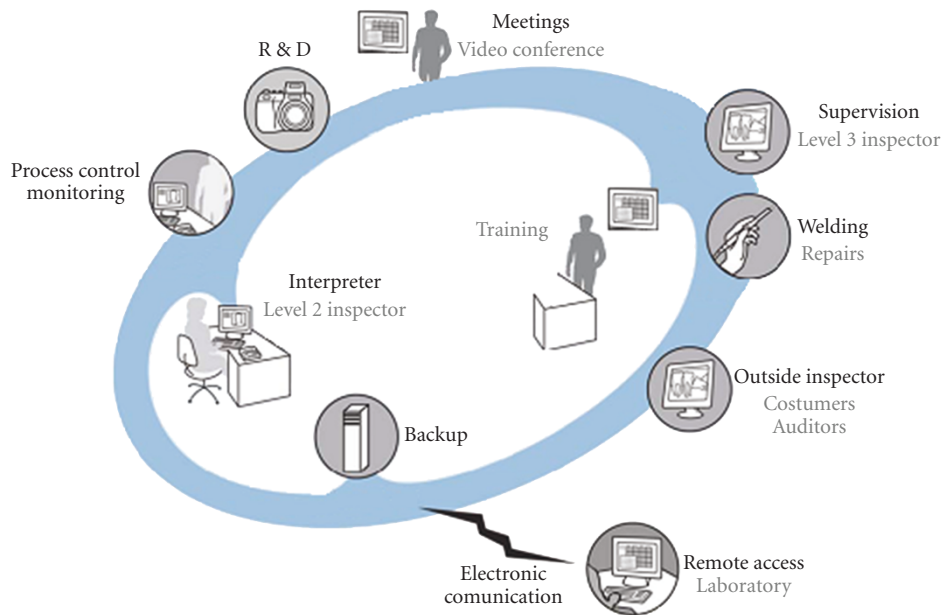 Meetings
Video conference
R & D
Supervision
Level 3 inspector
Process control
monitoring
Training
Welding
Repairs
Interpreter
Level 2 inspector
Outside inspector
Costumers
Auditors
Backup
Electronic
comunication
Remote access
Laboratory